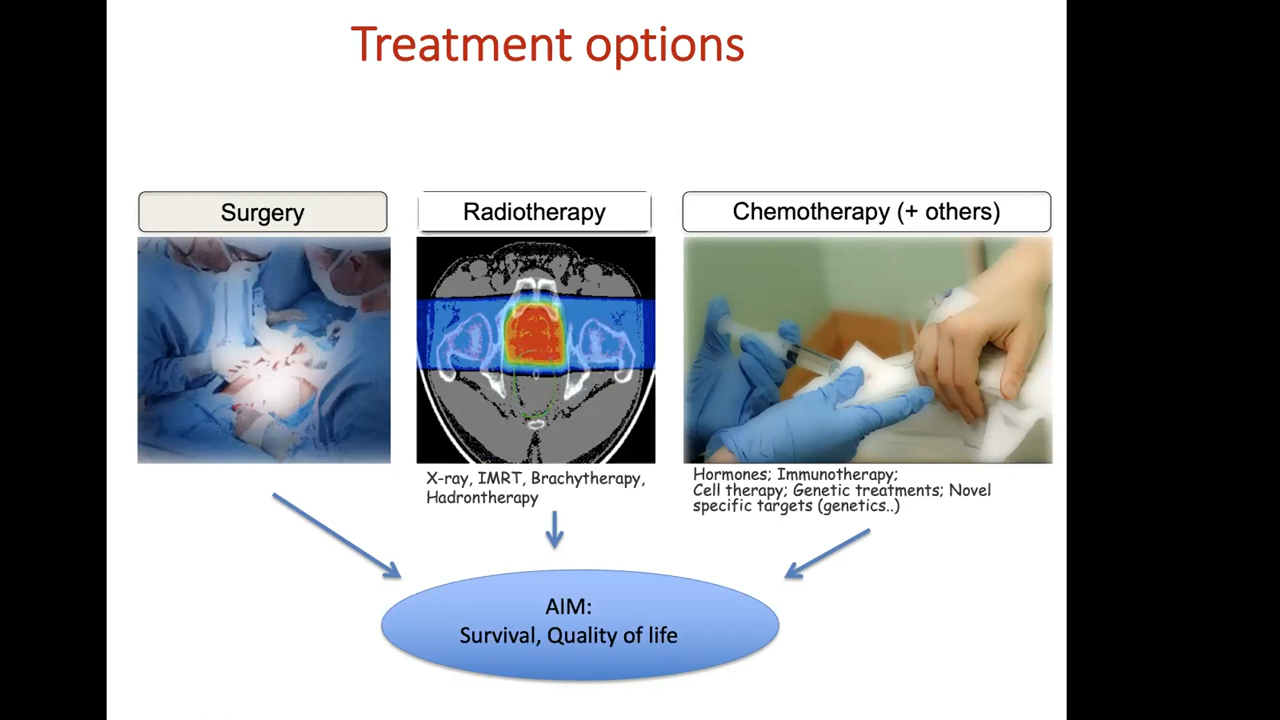 Treatment options
Surgery
Radiotherapy
Chemotherapy (+ others)
X-ray, IMRT, Brachytherapy,
Hadrontherapy
Hormones; Immunotherapy;
Cell therapy; Genetic treatments; Novel
specific targets (genetics..)
AIM:
Survival, Quality of life